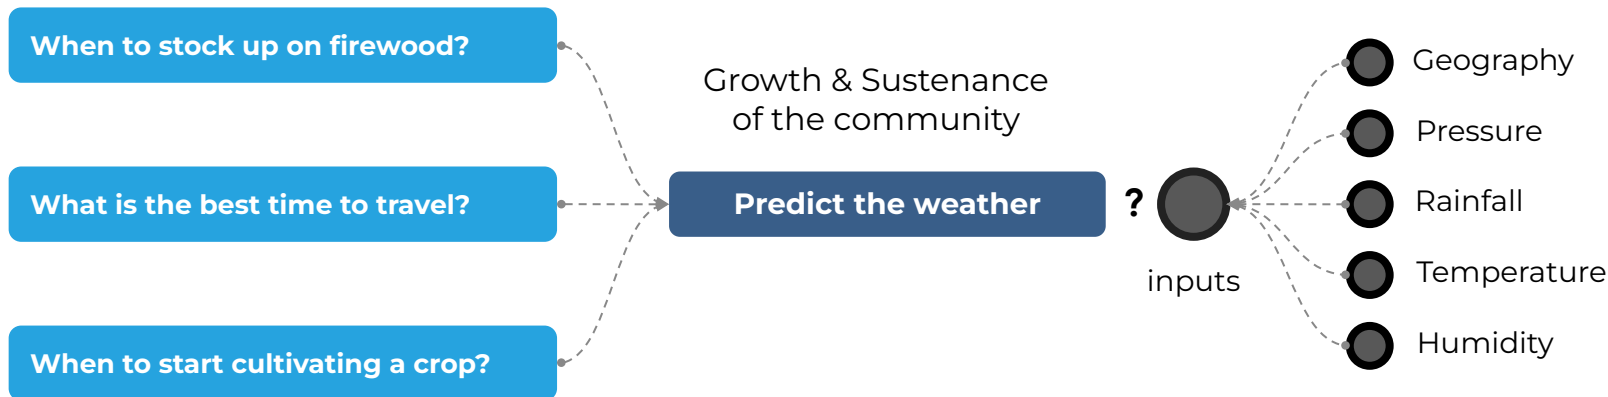 When to stock up on firewood?
What is the best time to travel?
When to start cultivating a crop?
Growth & Sustenance
of the community
Predict the weather
?
inputs
Geography
Pressure
Rainfall
Temperature
Humidity